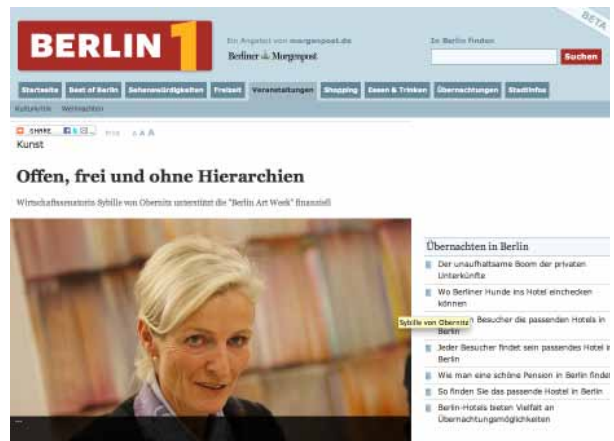 BETA
BERLIN 1
Ein Angebot von morgenpost.de
Berliner Morgenpost
In Berlin finden
Suchen
Startseite Best of Berlin Sehenswürdigkeiten Freizeit Veranstaltungen Shopping Essen & Trinken Übernachtungen Stadtinfos
Kulturkritik Weihnachten
SHARE A A A
Kunst
Offen, frei und ohne Hierarchien
Wirtschaftssenatorin Sybille von Obernitz unterstützt die "Berlin Art Week" finanziell
Übernachten in Berlin
Der unaufhaltsame Boom der privaten
Unterkünfte
Wo Berliner Hunde ins Hotel einchecken
können
Sybille von Obernitz
Besucher die passenden Hotels in
Berlin
Jeder Besucher findet sein passendes Hotel in
Berlin
Wie man eine schöne Pension in Berlin findet
So finden Sie das passende Hostel in Berlin
Berlin-Hotels bieten Vielfalt an
Übernachtungsmöglichkeiten